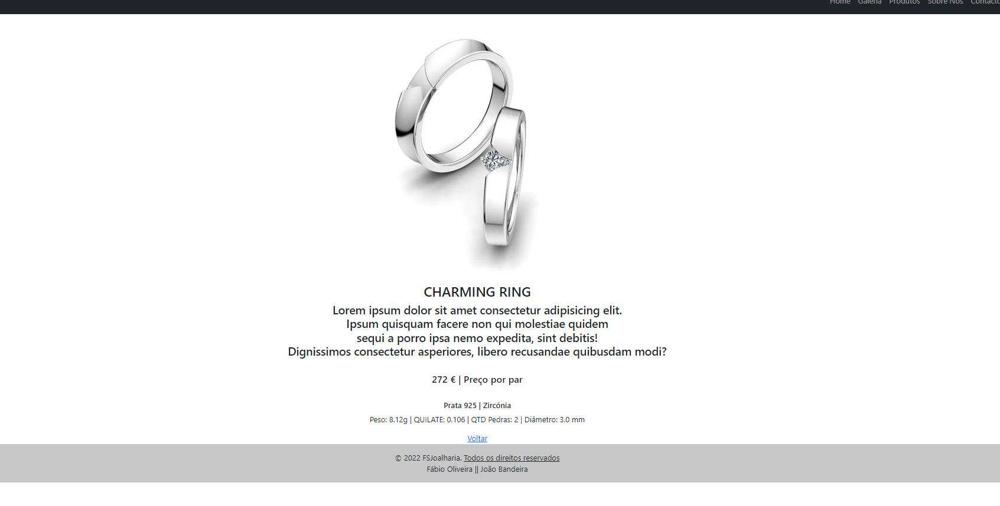 Home Galeria Produtos Sobre Nós Contacto
CHARMING RING
Lorem ipsum dolor sit amet consectetur adipisicing elit.
Ipsum quisquam facere non qui molestiae quidem
sequi a porro ipsa nemo expedita, sint debitis!
Dignissimos consectetur asperiores, libero recusandae quibusdam modi?
272 € | Preço por par
Prata 925 | Zircónia
Peso: 8.12g | QUILATE: 0.106 | QTD Pedras: 2 | Diâmetro: 3.0 mm
Voltar
© 2022 FSJoalharia. Todos os direitos reservados
Fábio Oliveira || João Bandeira